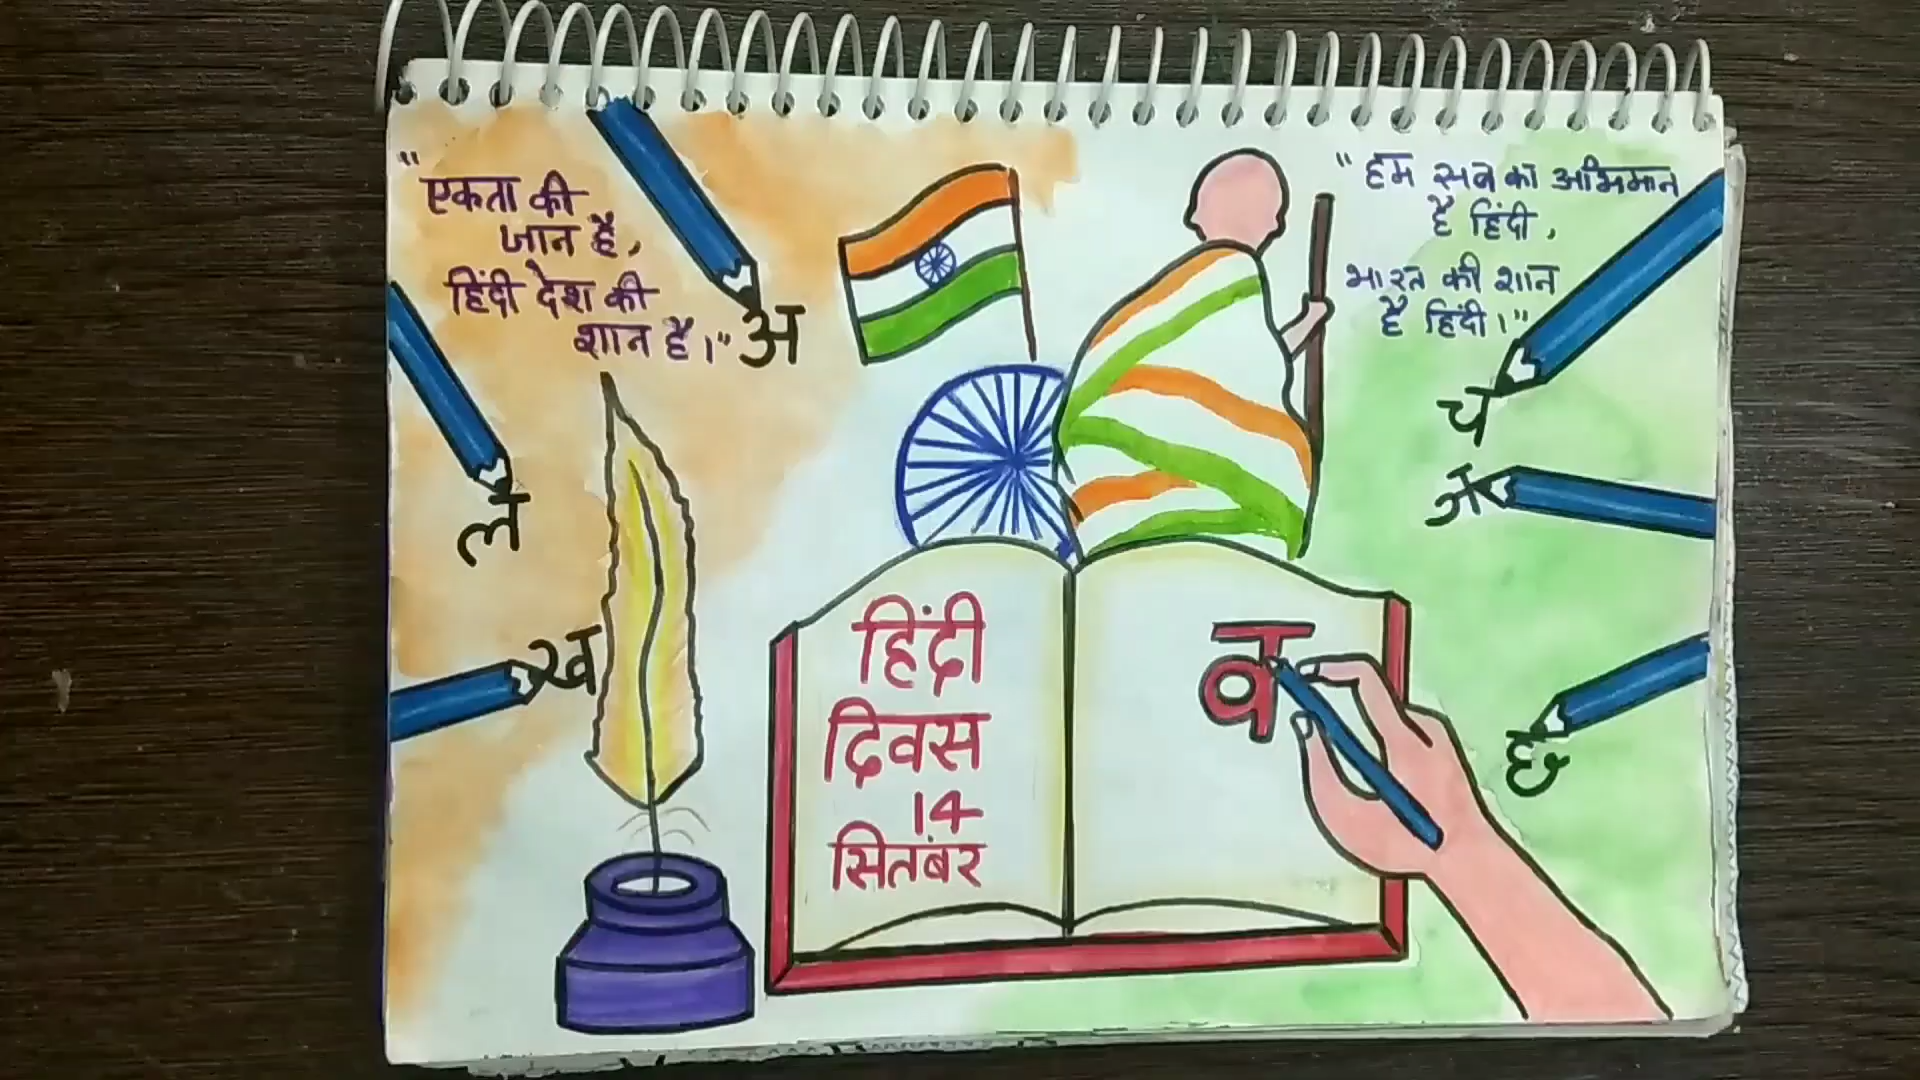 "
एकता की
जान है,
हिंदी देश की
शान है।"
अ
ल
ख
"हम सब का अभिमान
है हिंदी,
भारत की शान
है हिंदी।"
च
अ
छ
हिंदी
दिवस
14
सितंबर
व